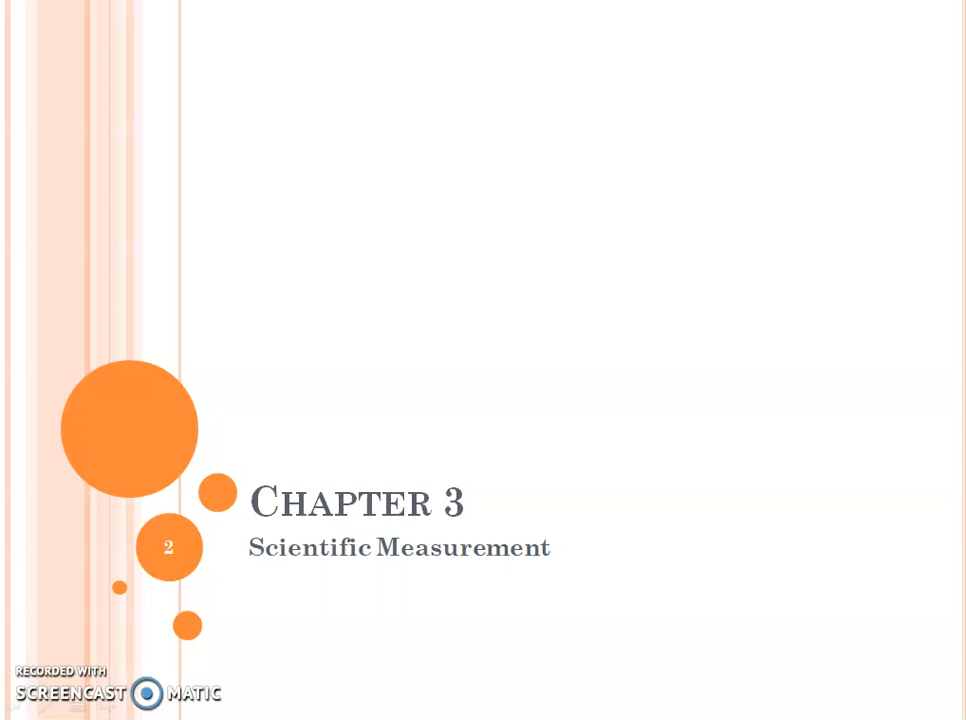 CHAPTER 3
Scientific Measurement
2
RECORDED WITH
SCREENCAST MATIC